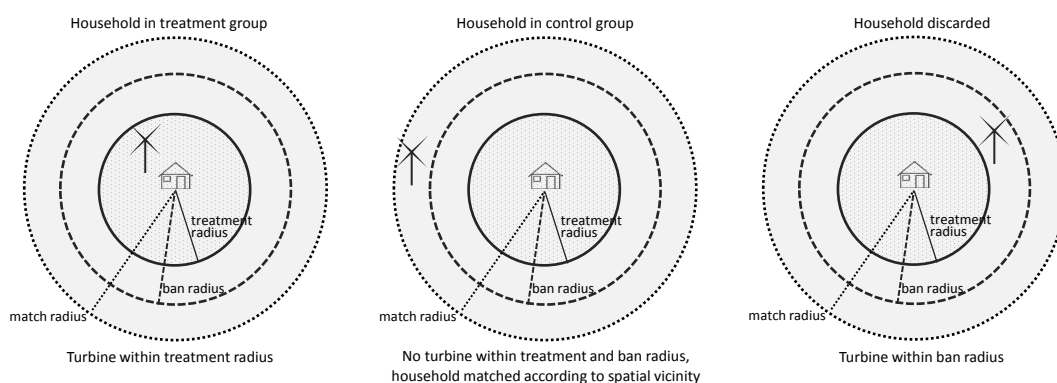 Household in treatment group
treatment
radius
ban radius
match radius
Turbine within treatment radius
Household in control group
treatment
radius
ban radius
match radius
No turbine within treatment and ban radius,
household matched according to spatial vicinity
Household discarded
treatment
radius
ban radius
match radius
Turbine within ban radius